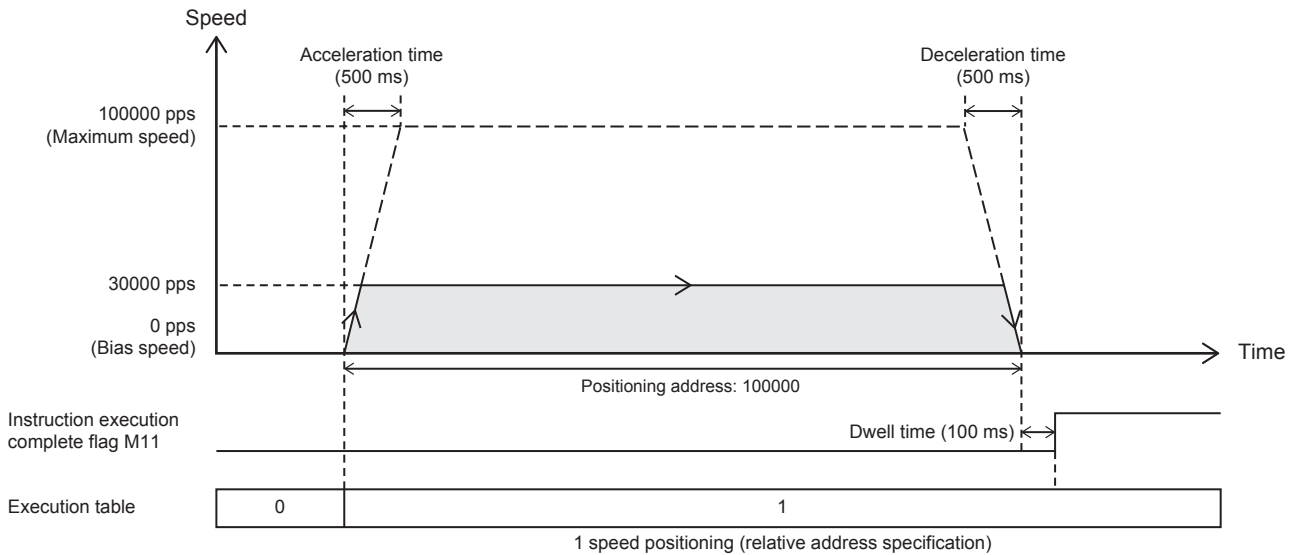 Speed
Acceleration time
(500 ms)
Deceleration time
(500 ms)
100000 pps
(Maximum speed)
30000 pps
0 pps
(Bias speed)
Time
Positioning address: 100000
Instruction execution
complete flag M11
Dwell time (100 ms)
Execution table
0
1
1 speed positioning (relative address specification)